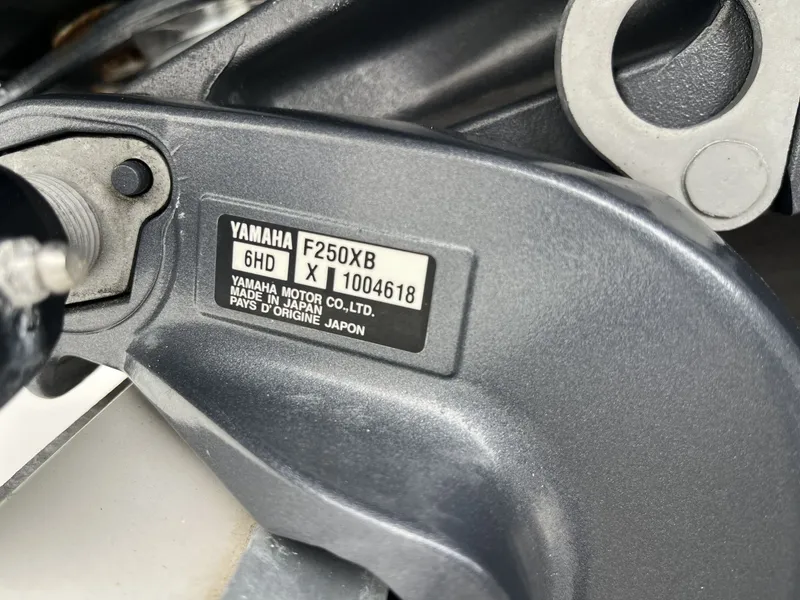 YAMAHA F250XB
6HD X 1004618
YAMAHA MOTOR CO.,LTD.
MADE IN JAPAN
PAYS D'ORIGINE JAPON